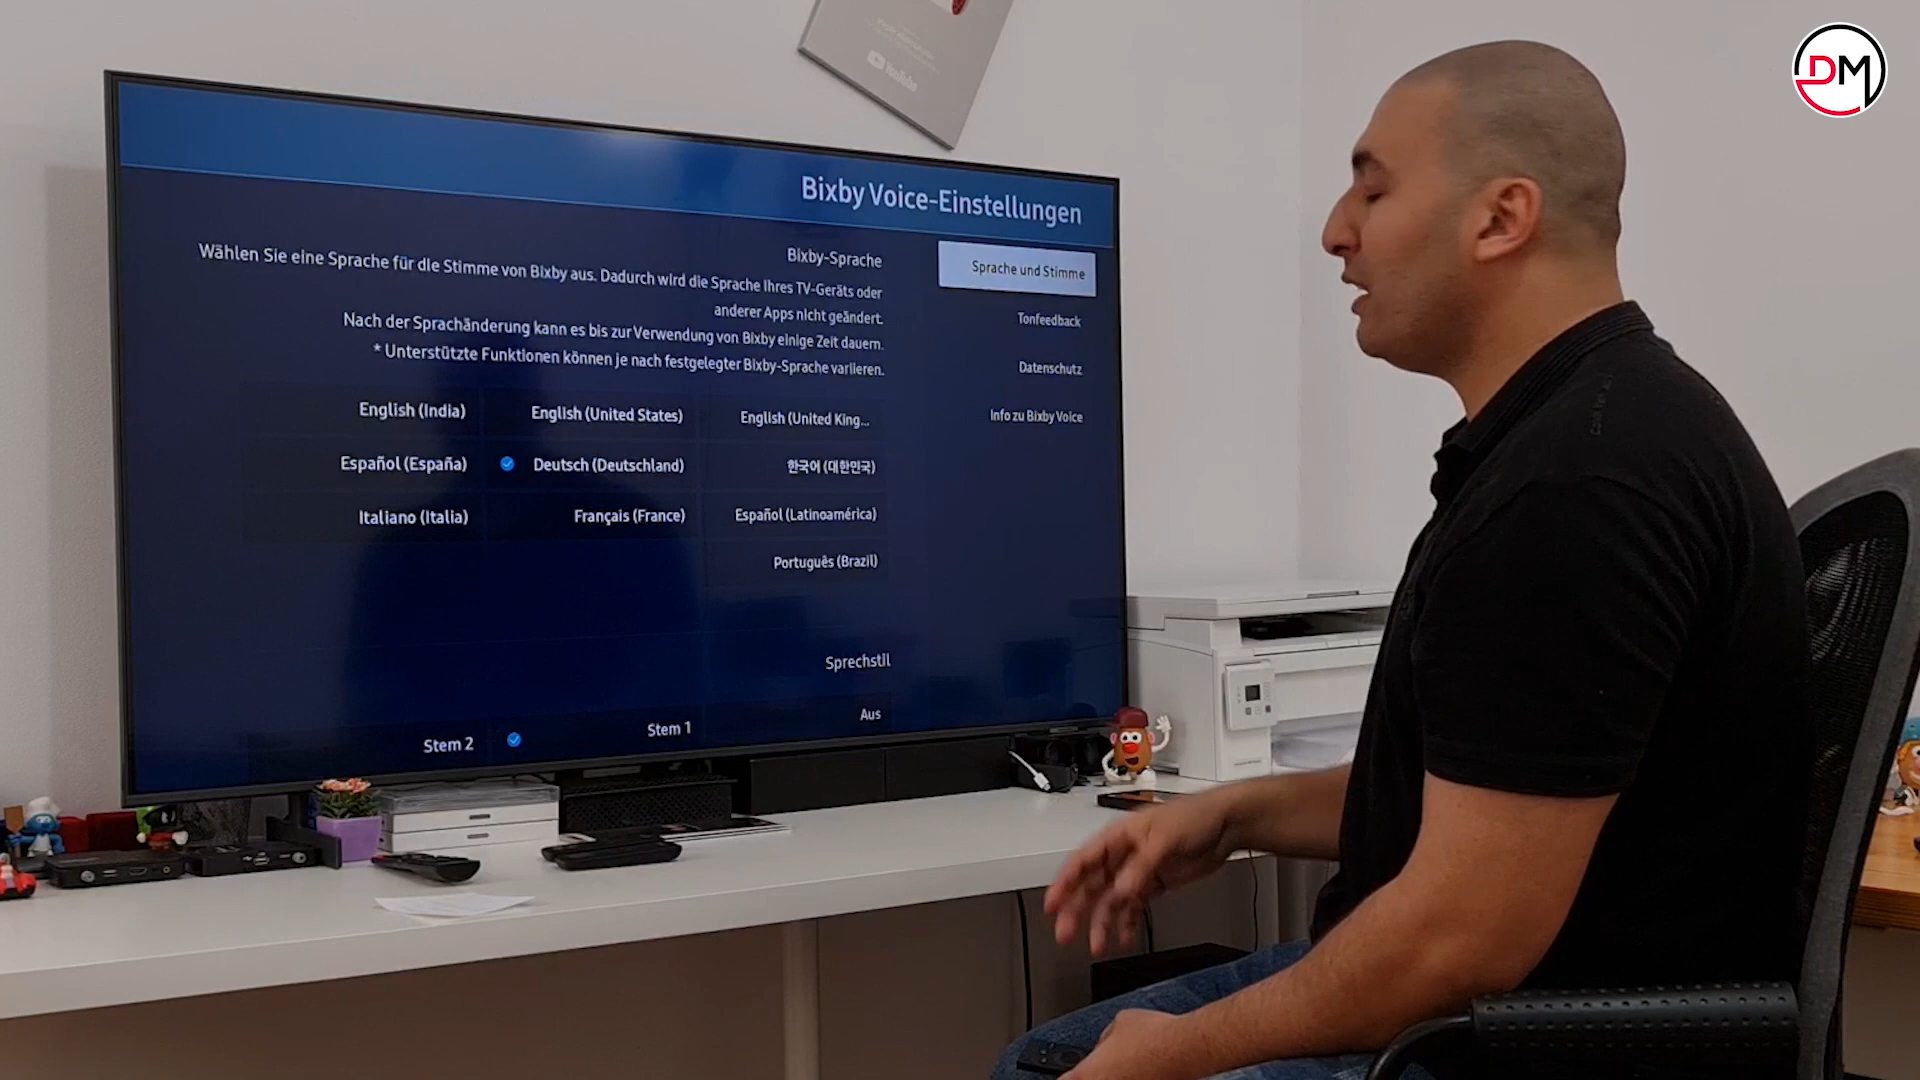 DM
YouTube
Bixby Voice-Einstellungen
Sprache und Stimme
Tonfeedback
Datenschutz
Info zu Bixby Voice
Bixby-Sprache
Wählen Sie eine Sprache für die Stimme von Bixby aus. Dadurch wird die Sprache Ihres TV-Geräts oder
anderer Apps nicht geändert.
Nach der Sprachänderung kann es bis zur Verwendung von Bixby einige Zeit dauern.
* Unterstützte Funktionen können je nach festgelegter Bixby-Sprache variieren.
English (India)
English (United States)
English (United King...
Español (España)
Deutsch (Deutschland)
한국어 (대한민국)
Italiano (Italia)
Français (France)
Español (Latinoamérica)
Português (Brazil)
Sprechstil
Aus
Stem 1
Stem 2